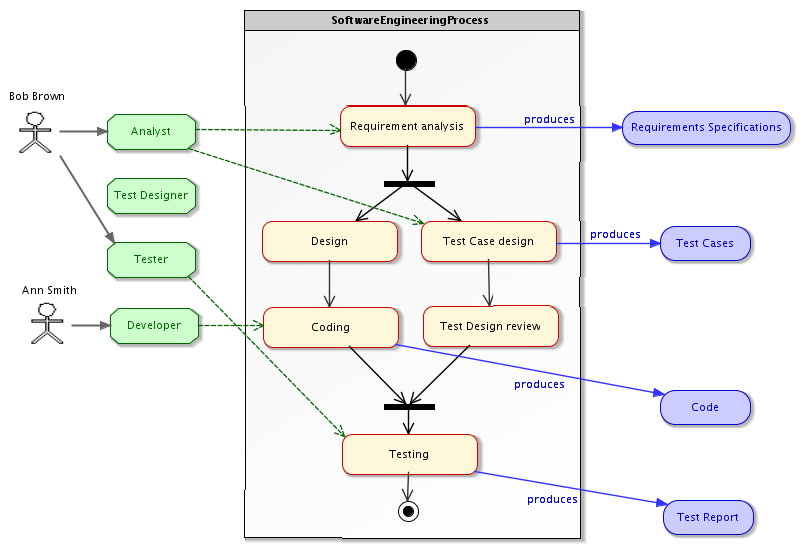 SoftwareEngineeringProcess
Bob Brown
Analyst
Requirement analysis
produces
Requirements Specifications
Test Designer
Design
Test Case design
produces
Test Cases
Tester
Ann Smith
Developer
Coding
Test Design review
produces
Code
Testing
produces
Test Report